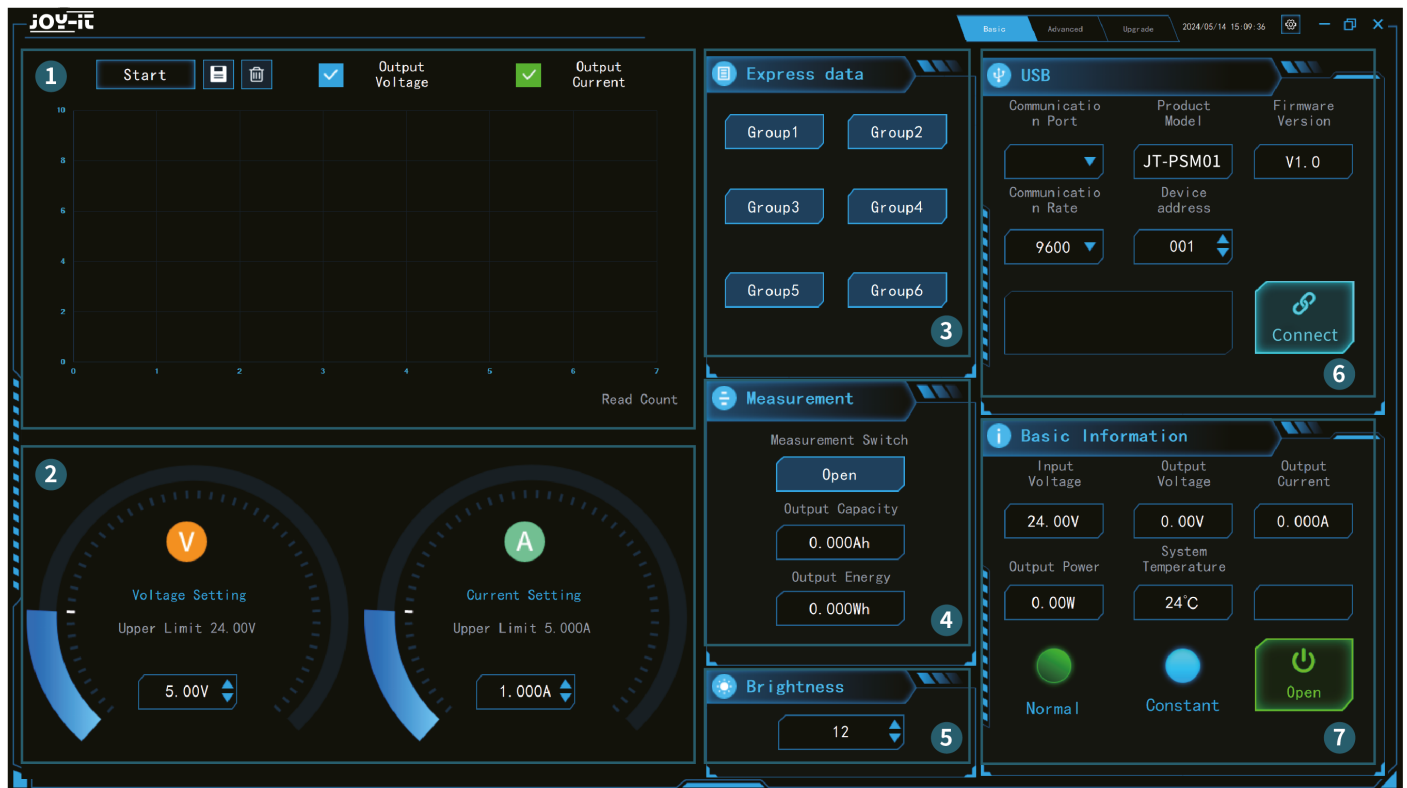 JOY-iT
Basic
Advanced
Upgrade
2024/05/14 15:09:36
1
Start
Output
Voltage
Output
Current
10
8
6
4
2
0
0 1 2 3 4 5 6 7
Read Count
2
V
Voltage Setting
Upper Limit 24.00V
5.00V
A
Current Setting
Upper Limit 5.000A
1.000A
Express data
Group1 Group2
Group3 Group4
Group5 Group6
3
Measurement
Measurement Switch
Open
Output Capacity
0.000Ah
Output Energy
0.000Wh
4
Brightness
12
5
USB
Communicatio
n Port
Product
Model
Firmware
Version
JT-PSM01
V1.0
Communicatio
n Rate
Device
address
9600
001
Connect
6
Basic Information
Input
Voltage
Output
Voltage
Output
Current
24.00V
0.00V
0.000A
Output Power
System
Temperature
0.00W
24℃
Normal
Constant
Open
7